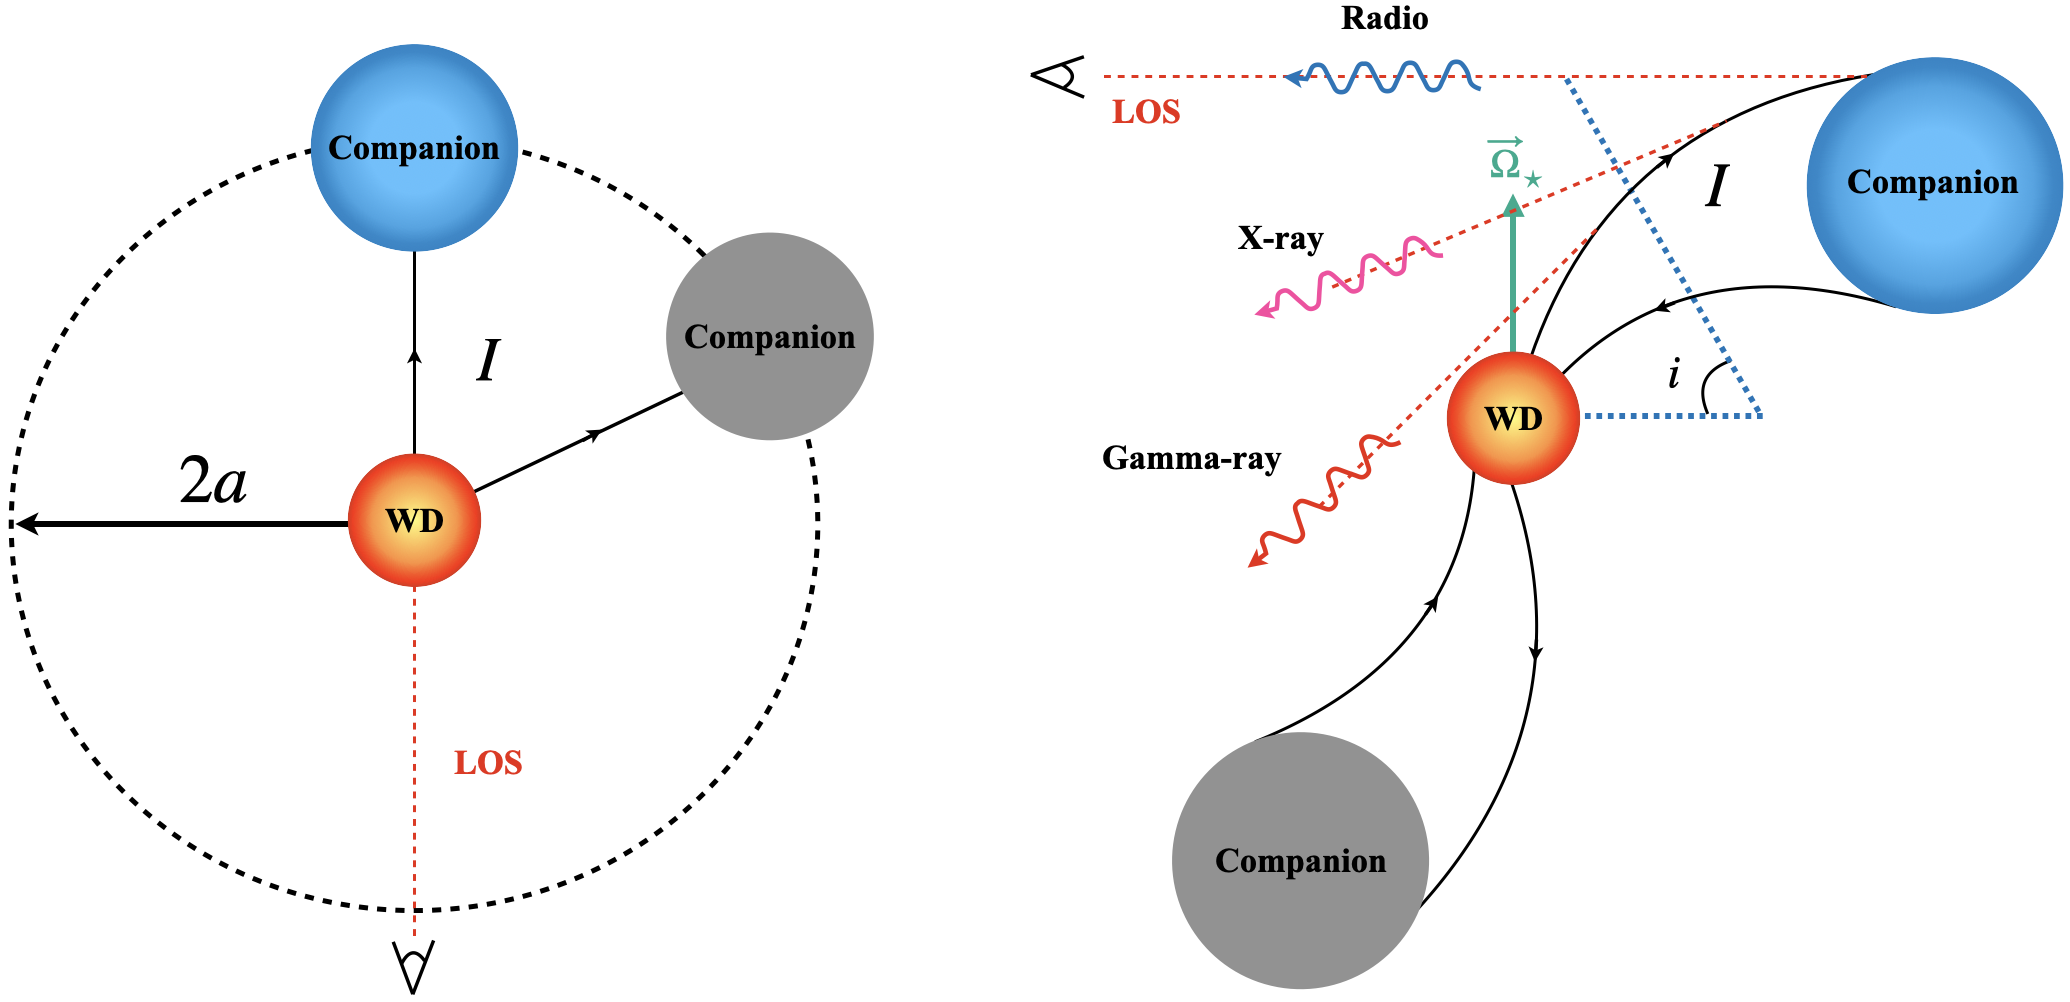 Companion
Companion
I
2a
WD
LOS
Radio
LOS
Ω⃗⋆
Companion
I
X-ray
i
WD
Gamma-ray
Companion